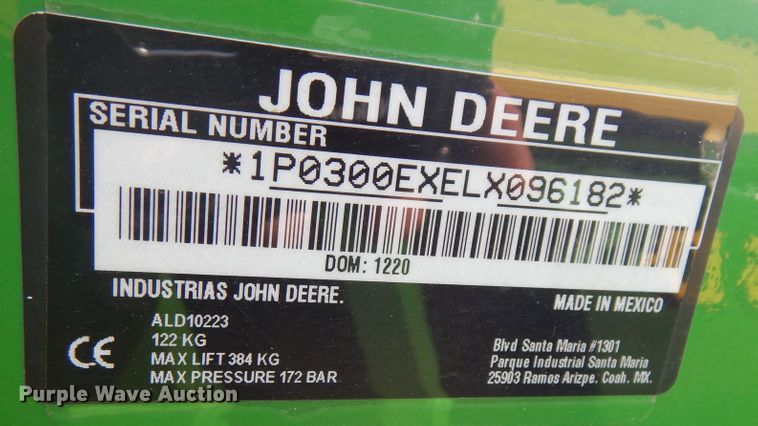 JOHN DEERE
SERIAL NUMBER
*1P0300EXELX096182*
DOM: 1220
INDUSTRIAS JOHN DEERE.
MADE IN MEXICO
ALD10223
122 KG
MAX LIFT 384 KG
MAX PRESSURE 172 BAR
CE
Blvd Santa Maria #1301
Parque Industrial Santa Maria
25903 Ramos Arizpe. Coah. MX.
Purple Wave Auction